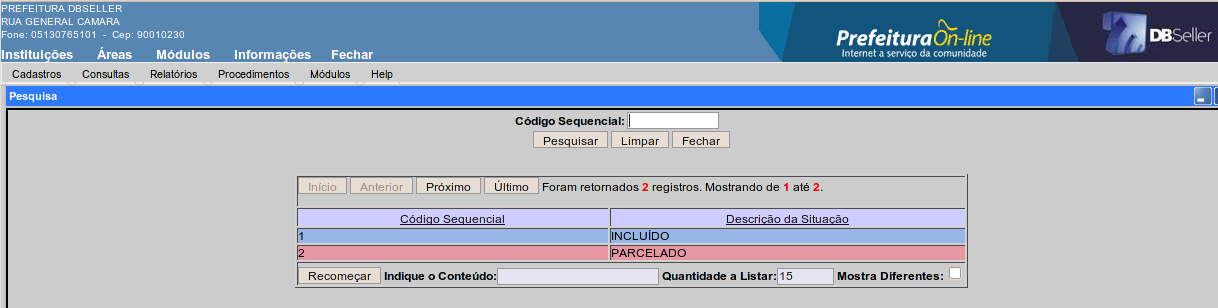 PREFEITURA DBSELLER
RUA GENERAL CAMARA
Fone: 05130765101 - Cep: 90010230
Instituições Áreas Módulos Informações Fechar
PrefeituraOn-line
Internet a serviço da comunidade
DBSeller
Cadastros Consultas Relatórios Procedimentos Módulos Help
Pesquisa
Código Sequencial:
Pesquisar Limpar Fechar
Início Anterior Próximo Último Foram retornados 2 registros. Mostrando de 1 até 2.
Código Sequencial Descrição da Situação
1 INCLUÍDO
2 PARCELADO
Recomeçar Indique o Conteúdo: Quantidade a Listar: 15 Mostra Diferentes: